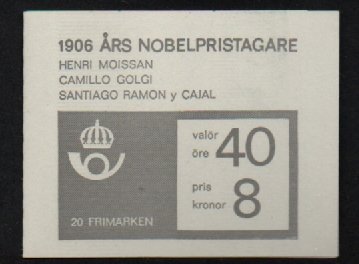 1906 ÅRS NOBELPRISTAGARE
HENRI MOISSAN
CAMILLO GOLGI
SANTIAGO RAMON y CAJAL
valör
öre 40
pris
kronor 8
20 FRIMÄRKEN